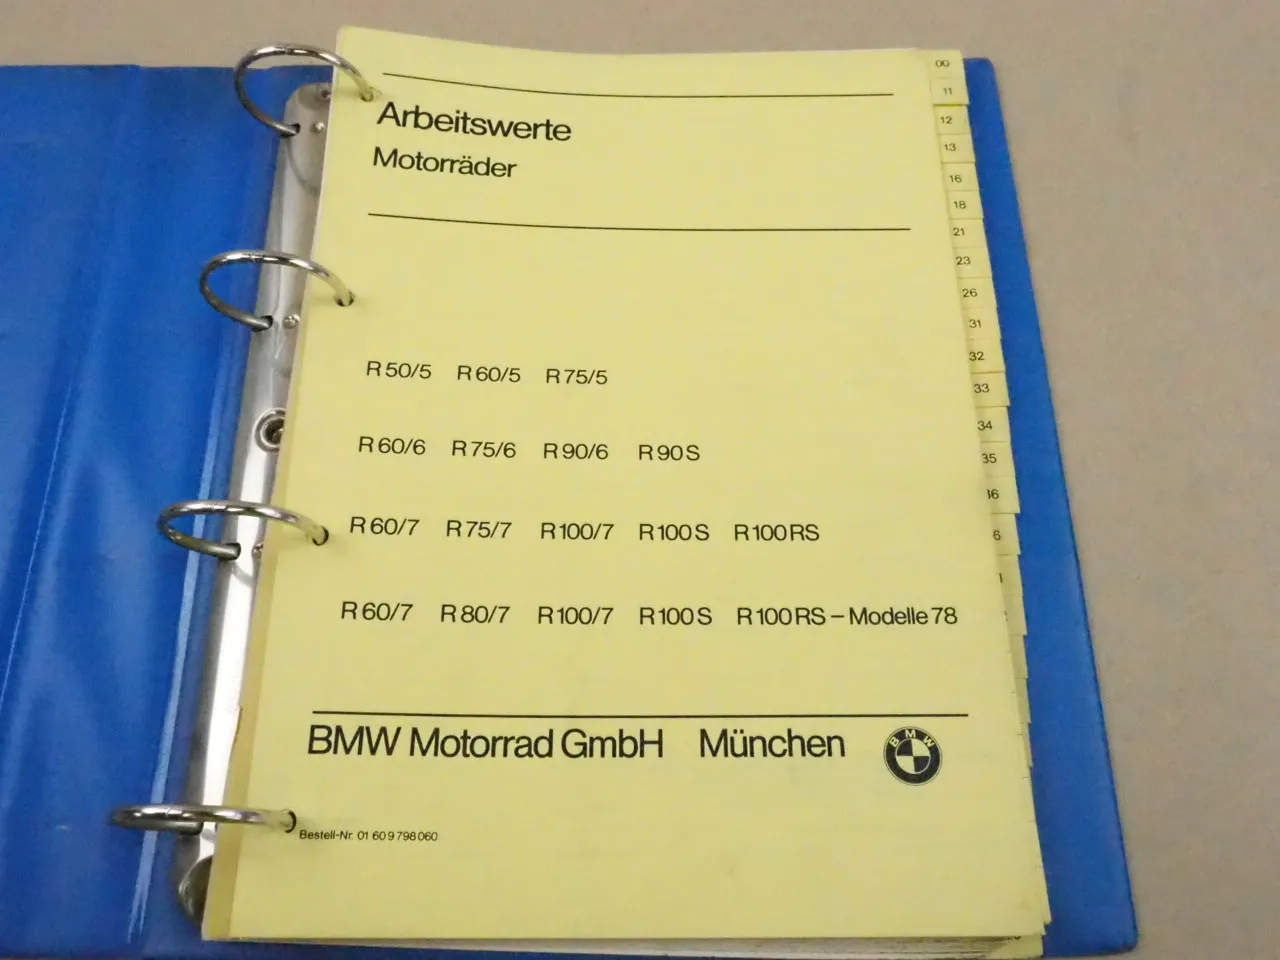 Arbeitswerte
Motorräder
R 50/5 R 60/5 R 75/5
R 60/6 R 75/6 R 90/6 R 90 S
R 60/7 R 75/7 R 100/7 R 100 S R 100 RS
R 60/7 R 80/7 R 100/7 R 100 S R 100 RS – Modelle 78
BMW Motorrad GmbH München
BMW
Bestell-Nr. 01 60 9 798 060
00
11
12
13
16
18
21
23
26
31
32
33
34
35
36